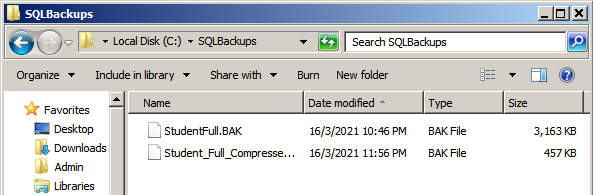 SQLBackups
Local Disk (C:) SQLBackups Search SQLBackups
Organize Include in library Share with Burn New folder
Favorites Name Date modified Type Size
Desktop StudentFull.BAK 16/3/2021 10:46 PM BAK File 3,163 KB
Downloads Student_Full_Compresse... 16/3/2021 11:56 PM BAK File 457 KB
Admin
Libraries